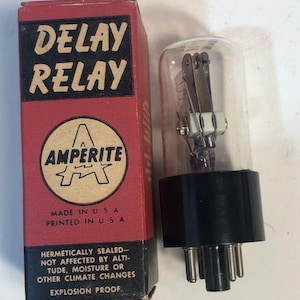 DELAY
RELAY
AMPERITE
MADE IN U S A
PRINTED IN U S A
HERMETICALLY SEALED—
NOT AFFECTED BY ALTI-
TUDE, MOISTURE OR
OTHER CLIMATE CHANGES
EXPLOSION PROOF.